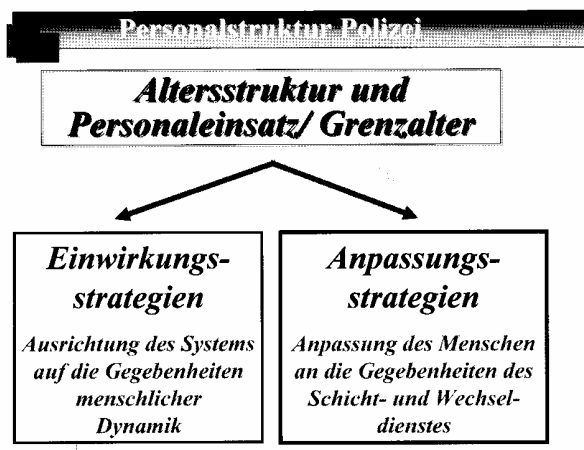 Personalstruktur Polizei
Altersstruktur und
Personaleinsatz/ Grenzalter
Einwirkungs-
strategien
Ausrichtung des Systems
auf die Gegebenheiten
menschlicher
Dynamik
Anpassungs-
strategien
Anpassung des Menschen
an die Gegebenheiten des
Schicht- und Wechsel-
dienstes